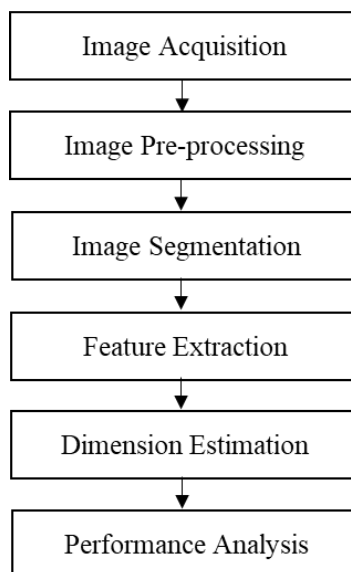 Image Acquisition
Image Pre-processing
Image Segmentation
Feature Extraction
Dimension Estimation
Performance Analysis